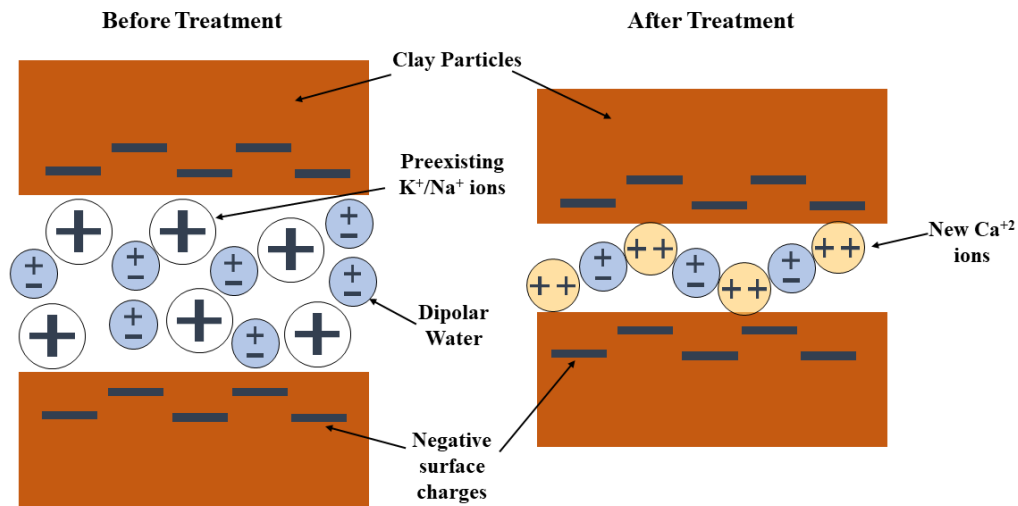 Before Treatment
After Treatment
Clay Particles
Preexisting
K⁺/Na⁺ ions
New Ca⁺²
ions
Dipolar
Water
Negative
surface
charges